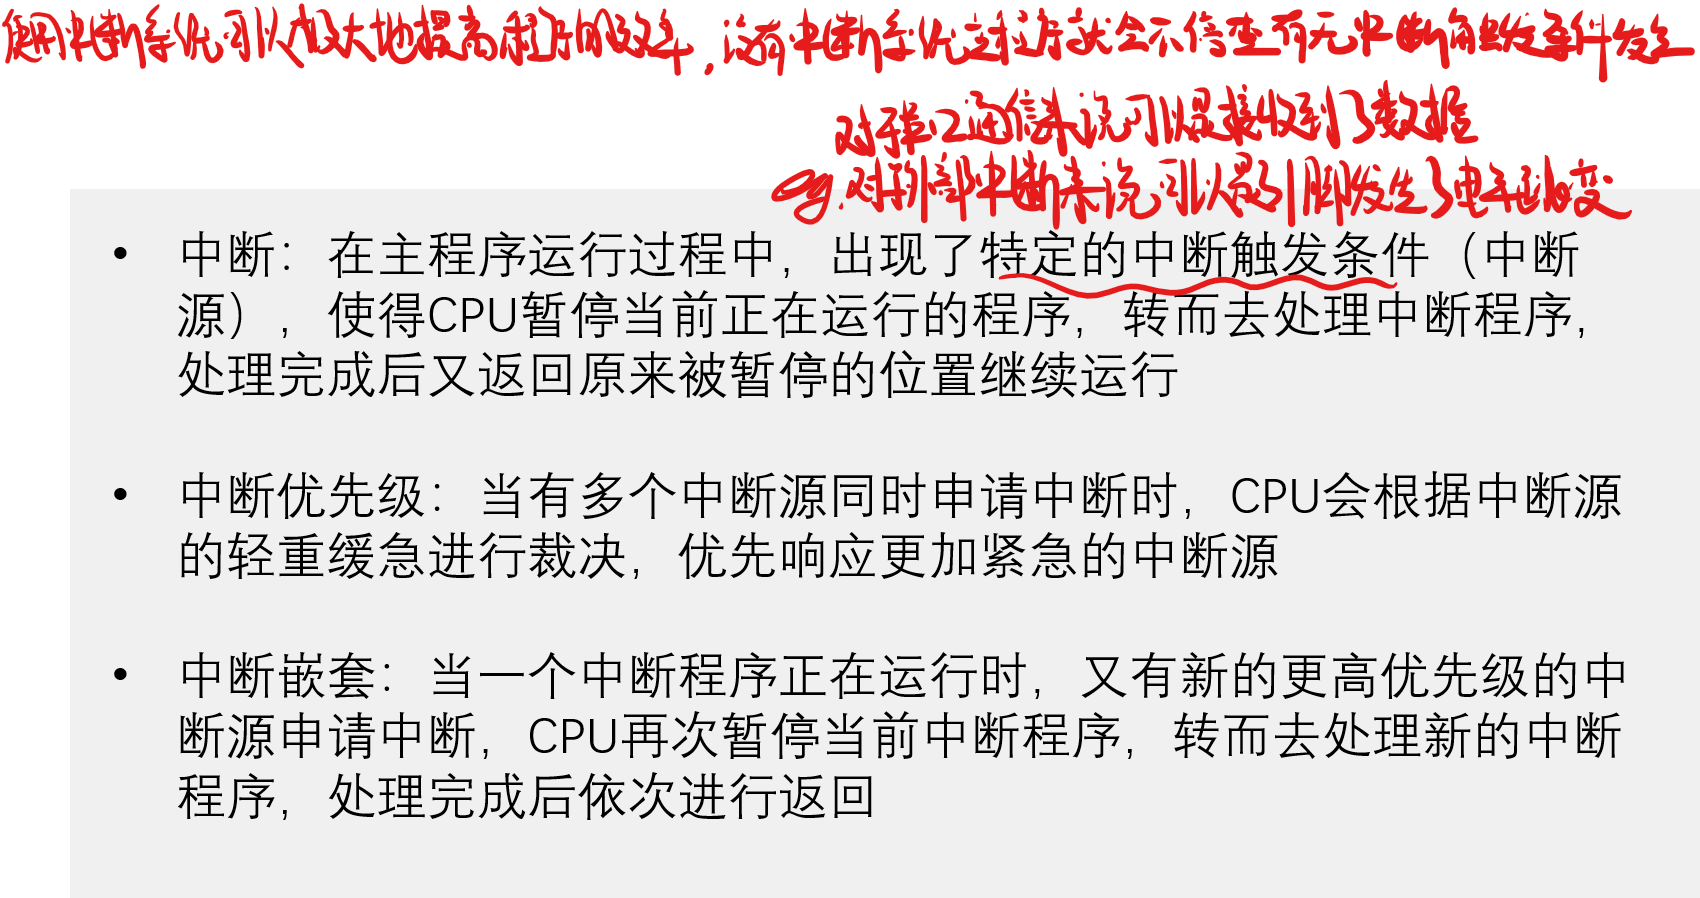 使用中断系统可以极大地提高程序的效率,没有中断系统主程序就会不停查有无中断触发条件发生
对于串口通信来说可以是接收到了数据
eg.对于外部中断来说,可以是引脚发生了电平跳变
• 中断:在主程序运行过程中,出现了特定的中断触发条件(中断
源),使得CPU暂停当前正在运行的程序,转而去处理中断程序,
处理完成后又返回原来被暂停的位置继续运行
• 中断优先级:当有多个中断源同时申请中断时,CPU会根据中断源
的轻重缓急进行裁决,优先响应更加紧急的中断源
• 中断嵌套:当一个中断程序正在运行时,又有新的更高优先级的中
断源申请中断,CPU再次暂停当前中断程序,转而去处理新的中断
程序,处理完成后依次进行返回